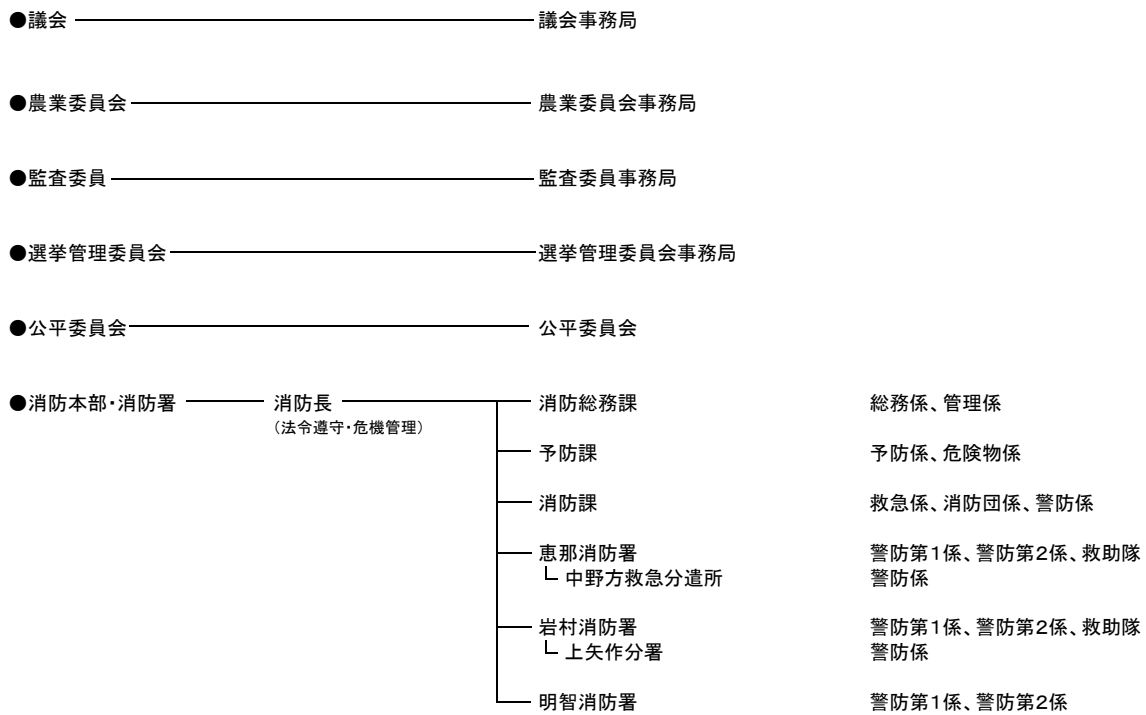 ●議会 議会事務局
●農業委員会 農業委員会事務局
●監査委員 監査委員事務局
●選挙管理委員会 選挙管理委員会事務局
●公平委員会 公平委員会
●消防本部・消防署 消防長 消防総務課 総務係、管理係
（法令遵守・危機管理）
予防課 予防係、危険物係
消防課 救急係、消防団係、警防係
恵那消防署 警防第1係、警防第2係、救助隊
中野方救急分遣所 警防係
岩村消防署 警防第1係、警防第2係、救助隊
上矢作分署 警防係
明智消防署 警防第1係、警防第2係